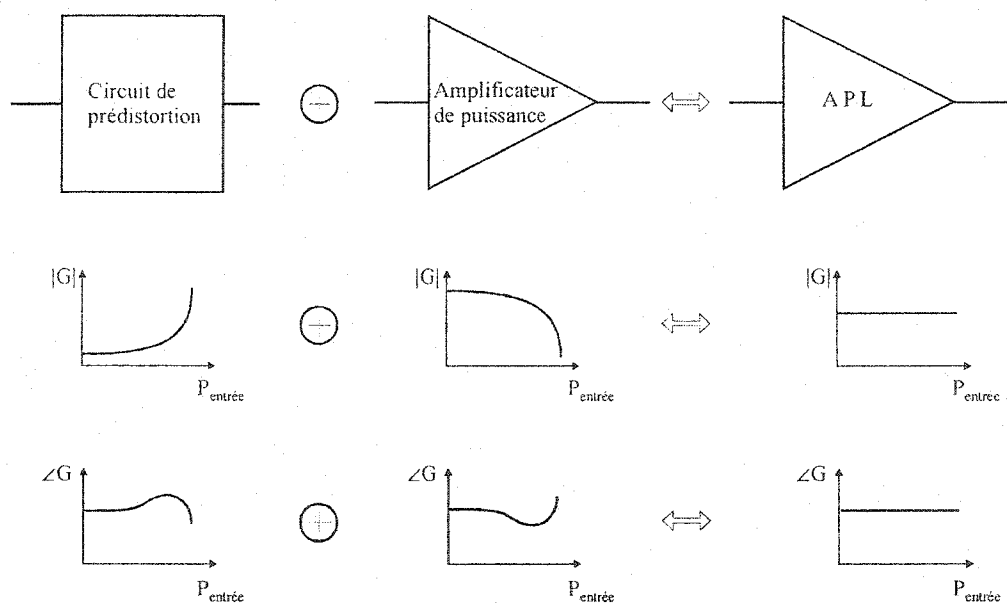 Circuit de
prédistortion
Amplificateur
de puissance
A P L
|G|
P entrée
|G|
P entrée
|G|
P entrée
∠G
P entrée
∠G
P entrée
∠G
P entrée